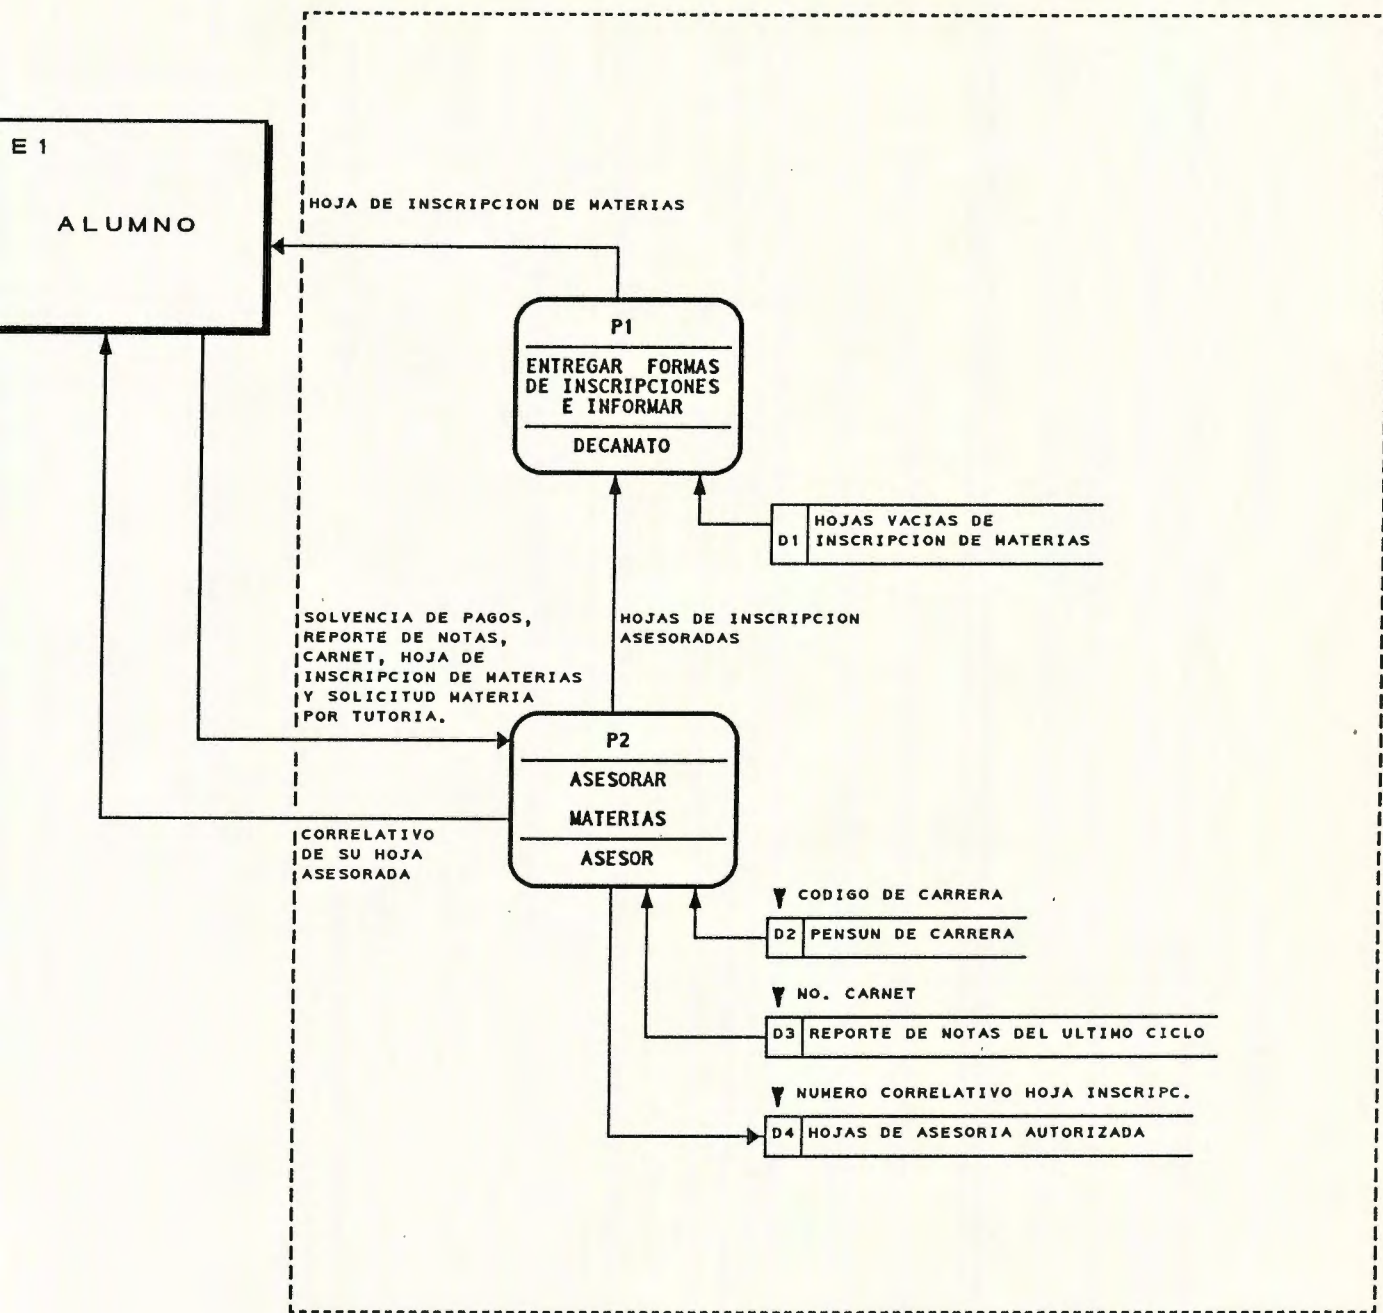 E1
ALUMNO
HOJA DE INSCRIPCION DE MATERIAS
P1
ENTREGAR FORMAS
DE INSCRIPCIONES
E INFORMAR
DECANATO
D1
HOJAS VACIAS DE
INSCRIPCION DE MATERIAS
SOLVENCIA DE PAGOS,
REPORTE DE NOTAS,
CARNET, HOJA DE
INSCRIPCION DE MATERIAS
Y SOLICITUD MATERIA
POR TUTORIA.
HOJAS DE INSCRIPCION
ASESORADAS
P2
ASESORAR
MATERIAS
ASESOR
CORRELATIVO
DE SU HOJA
ASESORADA
CODIGO DE CARRERA
D2 PENSUN DE CARRERA
NO. CARNET
D3 REPORTE DE NOTAS DEL ULTIMO CICLO
NUMERO CORRELATIVO HOJA INSCRIPC.
D4 HOJAS DE ASESORIA AUTORIZADA